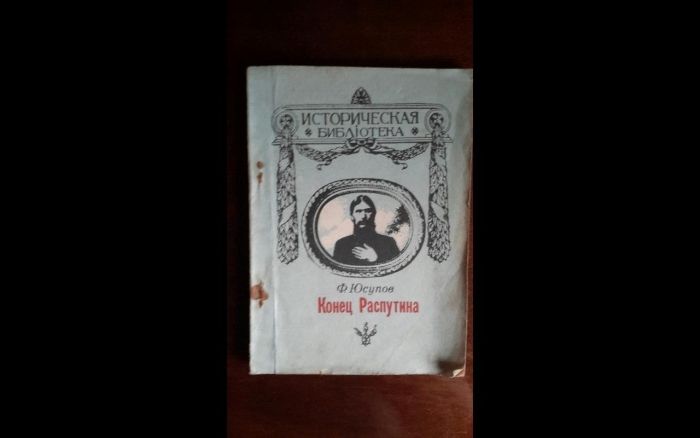 ИСТОРИЧЕСКАЯ
БИБЛIОТЕКА
Ф. Юсупов
Конец Распутина